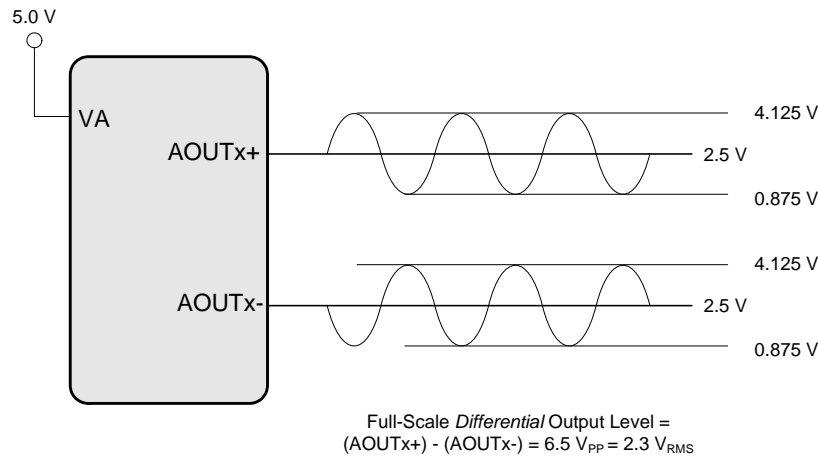 5.0 V
VA
AOUTx+
4.125 V
2.5 V
0.875 V
AOUTx-
4.125 V
2.5 V
0.875 V
Full-Scale Differential Output Level =
(AOUTx+) - (AOUTx-) = 6.5 VPP = 2.3 VRMS